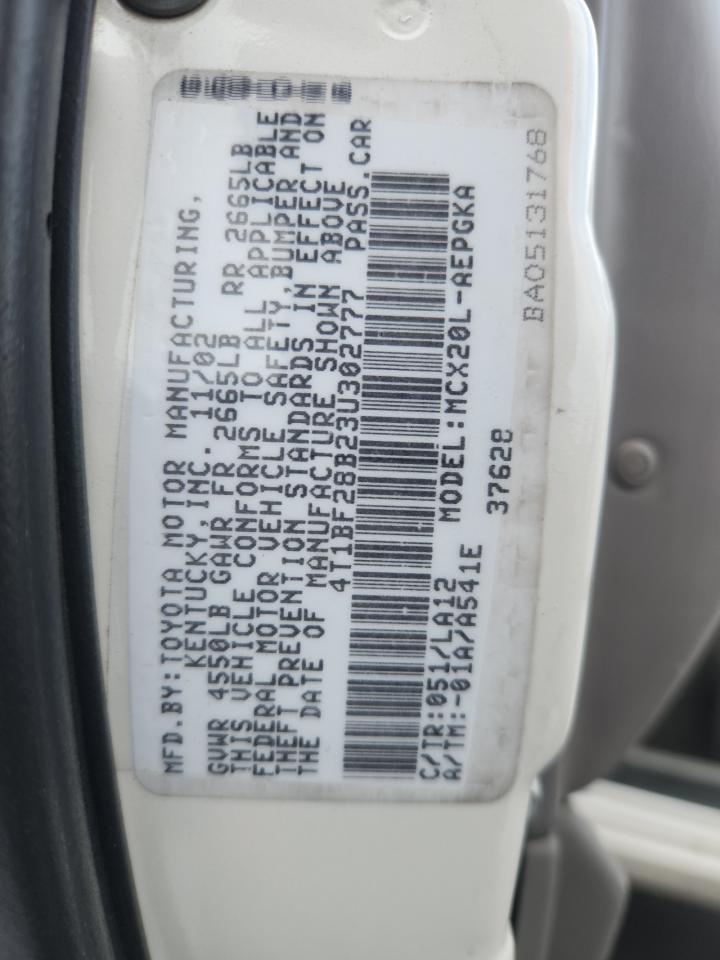 MFD.BY:TOYOTA MOTOR MANUFACTURING,
KENTUCKY,INC. 11/02
GVWR 4550LB GAWR FR 2665LB RR 2665LB
THIS VEHICLE CONFORMS TO ALL APPLICABLE
FEDERAL MOTOR VEHICLE SAFETY,BUMPER AND
THEFT PREVENTION STANDARDS IN EFFECT ON
THE DATE OF MANUFACTURE SHOWN ABOVE
4T1BF28B23U302777 PASS.CAR
MODEL:MCX20L-AEPGKA
C/TR:051/LA12
A/TM:-01A/A541E 37628
BA05131768